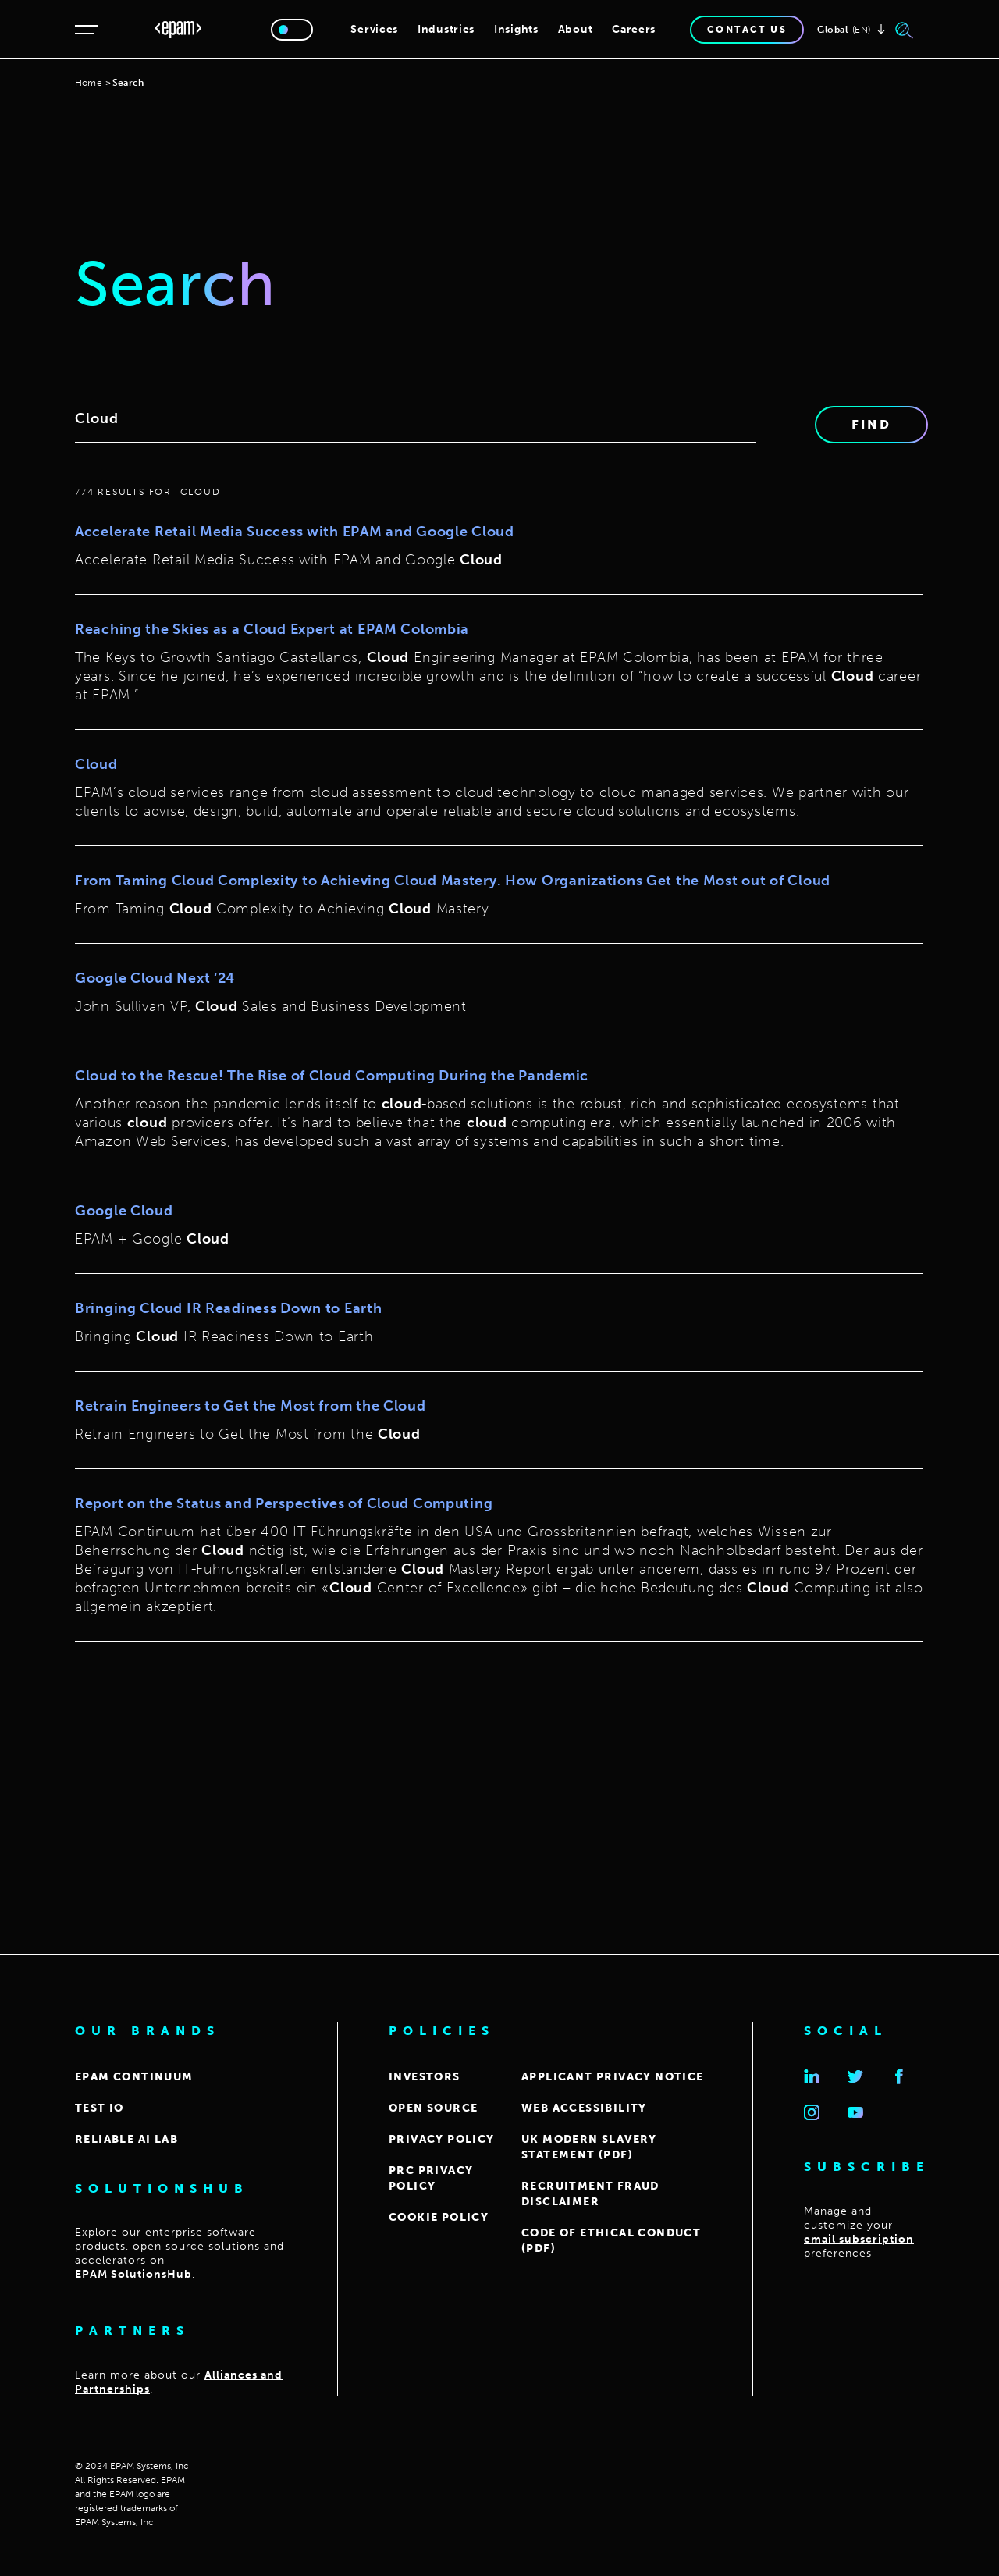 <epam>
Services Industries Insights About Careers
CONTACT US
Global (EN)
Home > Search
Search
Cloud
FIND
774 RESULTS FOR "CLOUD"
Accelerate Retail Media Success with EPAM and Google Cloud
Accelerate Retail Media Success with EPAM and Google Cloud
Reaching the Skies as a Cloud Expert at EPAM Colombia
The Keys to Growth Santiago Castellanos, Cloud Engineering Manager at EPAM Colombia, has been at EPAM for three
years. Since he joined, he's experienced incredible growth and is the definition of “how to create a successful Cloud career
at EPAM.”
Cloud
EPAM’s cloud services range from cloud assessment to cloud technology to cloud managed services. We partner with our
clients to advise, design, build, automate and operate reliable and secure cloud solutions and ecosystems.
From Taming Cloud Complexity to Achieving Cloud Mastery. How Organizations Get the Most out of Cloud
From Taming Cloud Complexity to Achieving Cloud Mastery
Google Cloud Next ’24
John Sullivan VP, Cloud Sales and Business Development
Cloud to the Rescue! The Rise of Cloud Computing During the Pandemic
Another reason the pandemic lends itself to cloud-based solutions is the robust, rich and sophisticated ecosystems that
various cloud providers offer. It’s hard to believe that the cloud computing era, which essentially launched in 2006 with
Amazon Web Services, has developed such a vast array of systems and capabilities in such a short time.
Google Cloud
EPAM + Google Cloud
Bringing Cloud IR Readiness Down to Earth
Bringing Cloud IR Readiness Down to Earth
Retrain Engineers to Get the Most from the Cloud
Retrain Engineers to Get the Most from the Cloud
Report on the Status and Perspectives of Cloud Computing
EPAM Continuum hat über 400 IT-Führungskräfte in den USA und Grossbritannien befragt, welches Wissen zur
Beherrschung der Cloud nötig ist, wie die Erfahrungen aus der Praxis sind und wo noch Nachholbedarf besteht. Der aus der
Befragung von IT-Führungskräften entstandene Cloud Mastery Report ergab unter anderem, dass es in rund 97 Prozent der
befragten Unternehmen bereits ein «Cloud Center of Excellence» gibt – die hohe Bedeutung des Cloud Computing ist also
allgemein akzeptiert.
OUR BRANDS
EPAM CONTINUUM
TEST IO
RELIABLE AI LAB
SOLUTIONSHUB
Explore our enterprise software
products, open source solutions and
accelerators on
EPAM SolutionsHub.
PARTNERS
Learn more about our Alliances and
Partnerships.
POLICIES
INVESTORS
OPEN SOURCE
PRIVACY POLICY
PRC PRIVACY
POLICY
COOKIE POLICY
APPLICANT PRIVACY NOTICE
WEB ACCESSIBILITY
UK MODERN SLAVERY
STATEMENT (PDF)
RECRUITMENT FRAUD
DISCLAIMER
CODE OF ETHICAL CONDUCT
(PDF)
SOCIAL
SUBSCRIBE
Manage and
customize your
email subscription
preferences
© 2024 EPAM Systems, Inc.
All Rights Reserved. EPAM
and the EPAM logo are
registered trademarks of
EPAM Systems, Inc.